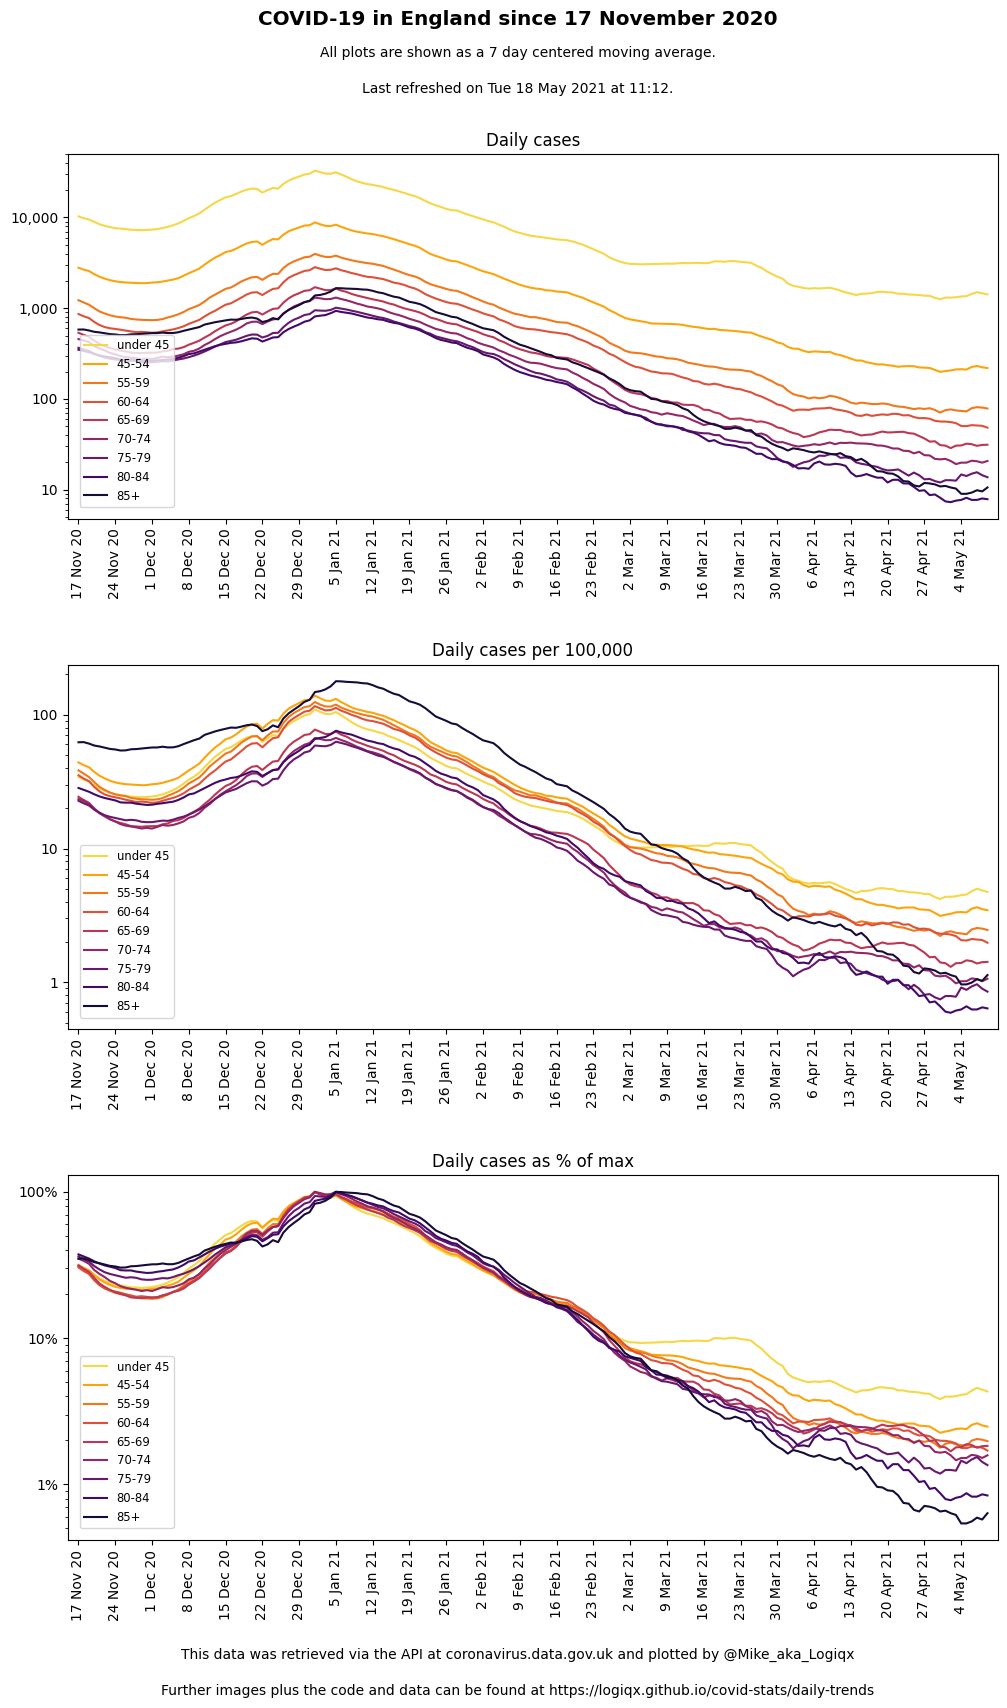 COVID-19 in England since 17 November 2020
All plots are shown as a 7 day centered moving average.
Last refreshed on Tue 18 May 2021 at 11:12.
Daily cases
10,000
1,000
100
10
under 45
45-54
55-59
60-64
65-69
70-74
75-79
80-84
85+
17 Nov 20
24 Nov 20
1 Dec 20
8 Dec 20
15 Dec 20
22 Dec 20
29 Dec 20
5 Jan 21
12 Jan 21
19 Jan 21
26 Jan 21
2 Feb 21
9 Feb 21
16 Feb 21
23 Feb 21
2 Mar 21
9 Mar 21
16 Mar 21
23 Mar 21
30 Mar 21
6 Apr 21
13 Apr 21
20 Apr 21
27 Apr 21
4 May 21
Daily cases per 100,000
100
10
1
under 45
45-54
55-59
60-64
65-69
70-74
75-79
80-84
85+
17 Nov 20
24 Nov 20
1 Dec 20
8 Dec 20
15 Dec 20
22 Dec 20
29 Dec 20
5 Jan 21
12 Jan 21
19 Jan 21
26 Jan 21
2 Feb 21
9 Feb 21
16 Feb 21
23 Feb 21
2 Mar 21
9 Mar 21
16 Mar 21
23 Mar 21
30 Mar 21
6 Apr 21
13 Apr 21
20 Apr 21
27 Apr 21
4 May 21
Daily cases as % of max
100%
10%
1%
under 45
45-54
55-59
60-64
65-69
70-74
75-79
80-84
85+
17 Nov 20
24 Nov 20
1 Dec 20
8 Dec 20
15 Dec 20
22 Dec 20
29 Dec 20
5 Jan 21
12 Jan 21
19 Jan 21
26 Jan 21
2 Feb 21
9 Feb 21
16 Feb 21
23 Feb 21
2 Mar 21
9 Mar 21
16 Mar 21
23 Mar 21
30 Mar 21
6 Apr 21
13 Apr 21
20 Apr 21
27 Apr 21
4 May 21
This data was retrieved via the API at coronavirus.data.gov.uk and plotted by @Mike_aka_Logiqx
Further images plus the code and data can be found at https://logiqx.github.io/covid-stats/daily-trends